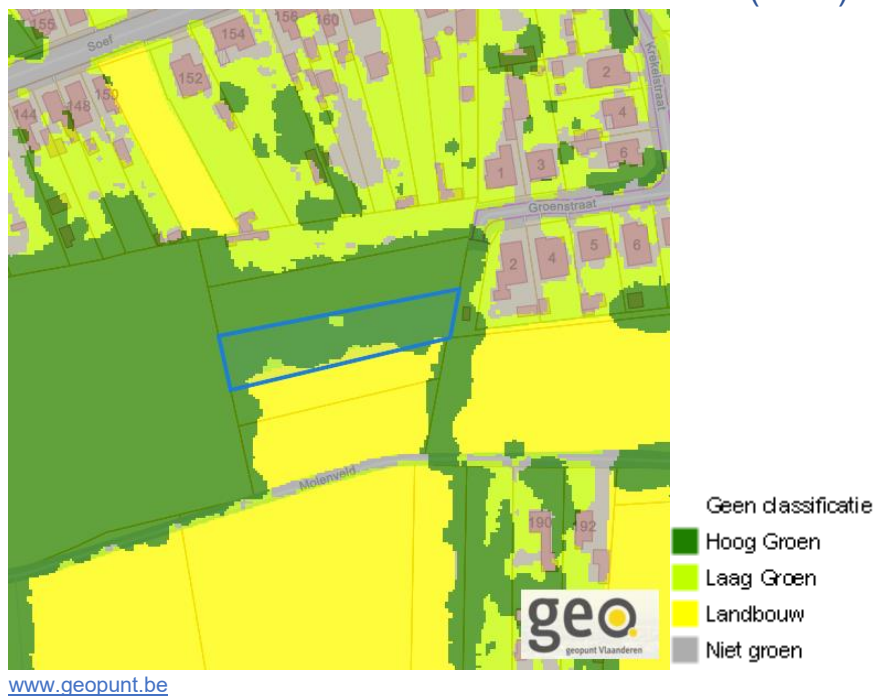 155
Soef
154
156
160
152
150
148
144
Krekelstraat
2
4
6
3
1
Groenstraat
2
4
5
6
Molenveld
190
92
geo
geopunt Vlaanderen
Geen classificatie
Hoog Groen
Laag Groen
Landbouw
Niet groen
www.geopunt.be